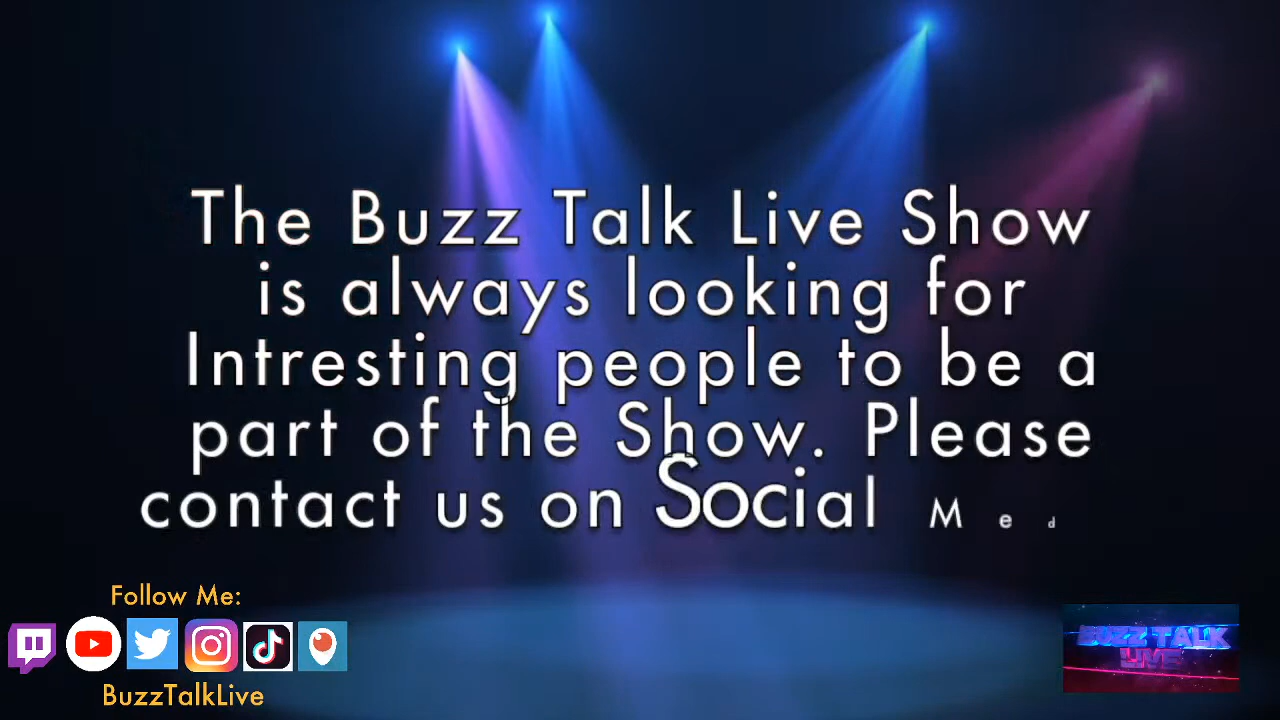 The Buzz Talk Live Show
is always looking for
Intresting people to be a
part of the Show. Please
contact us on Social Med
Follow Me:
BuzzTalkLive
BUZZ TALK
LIVE